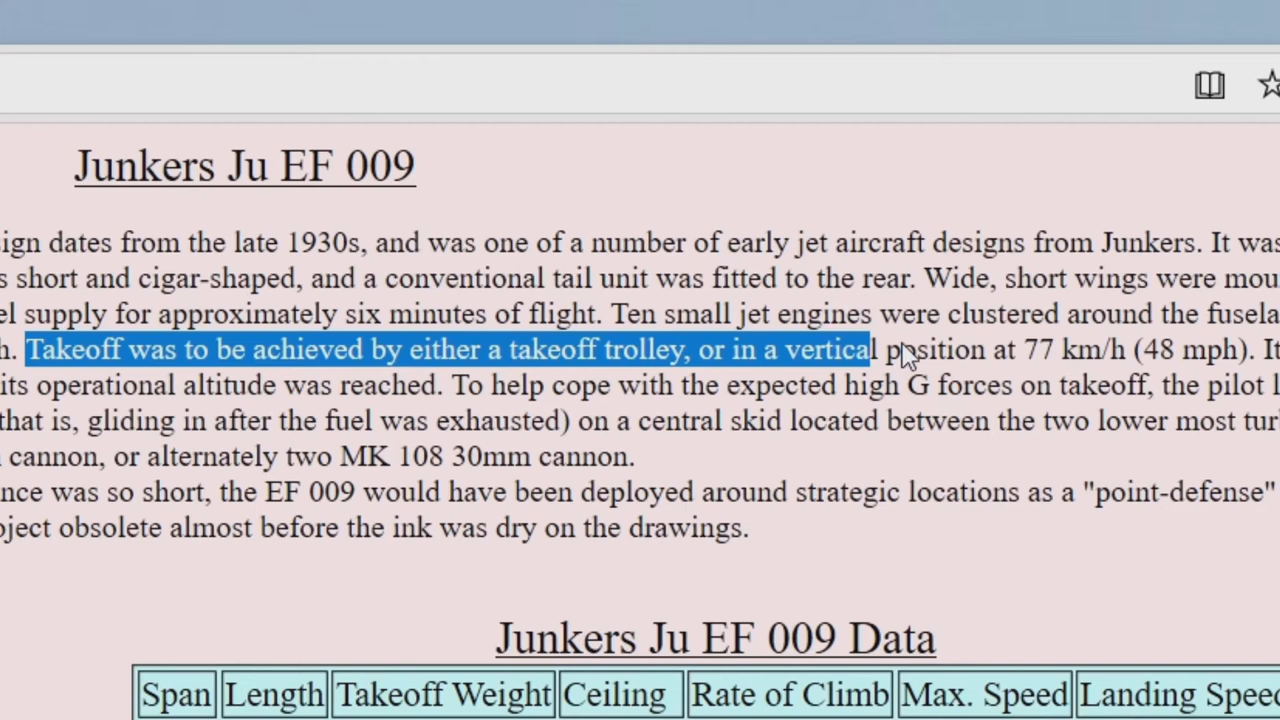 Junkers Ju EF 009
sign dates from the late 1930s, and was one of a number of early jet aircraft designs from Junkers. It was
s short and cigar-shaped, and a conventional tail unit was fitted to the rear. Wide, short wings were mou
el supply for approximately six minutes of flight. Ten small jet engines were clustered around the fusela
h. Takeoff was to be achieved by either a takeoff trolley, or in a vertical position at 77 km/h (48 mph). It
its operational altitude was reached. To help cope with the expected high G forces on takeoff, the pilot l
that is, gliding in after the fuel was exhausted) on a central skid located between the two lower most tur
cannon, or alternately two MK 108 30mm cannon.
nce was so short, the EF 009 would have been deployed around strategic locations as a "point-defense"
oject obsolete almost before the ink was dry on the drawings.
Junkers Ju EF 009 Data
Span Length Takeoff Weight Ceiling Rate of Climb Max. Speed Landing Speed